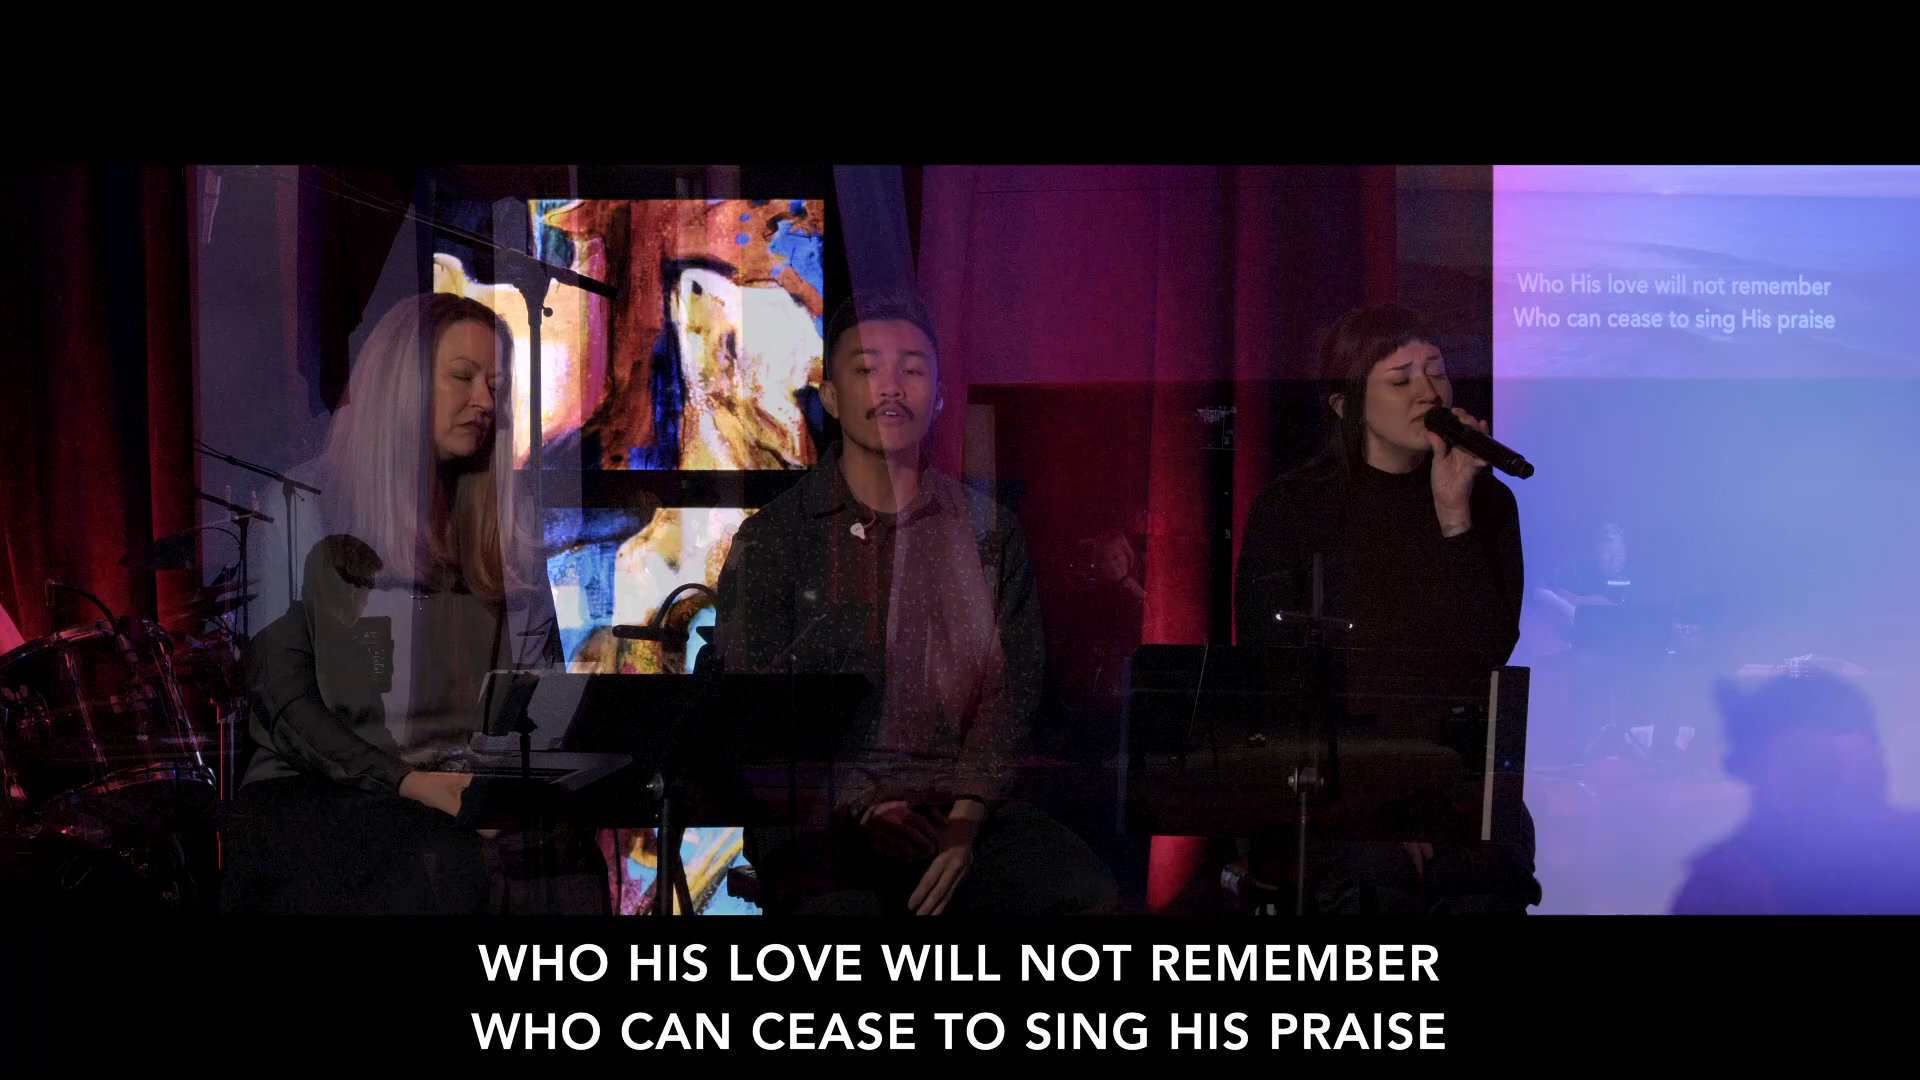 Who His love will not remember
Who can cease to sing His praise
WHO HIS LOVE WILL NOT REMEMBER
WHO CAN CEASE TO SING HIS PRAISE